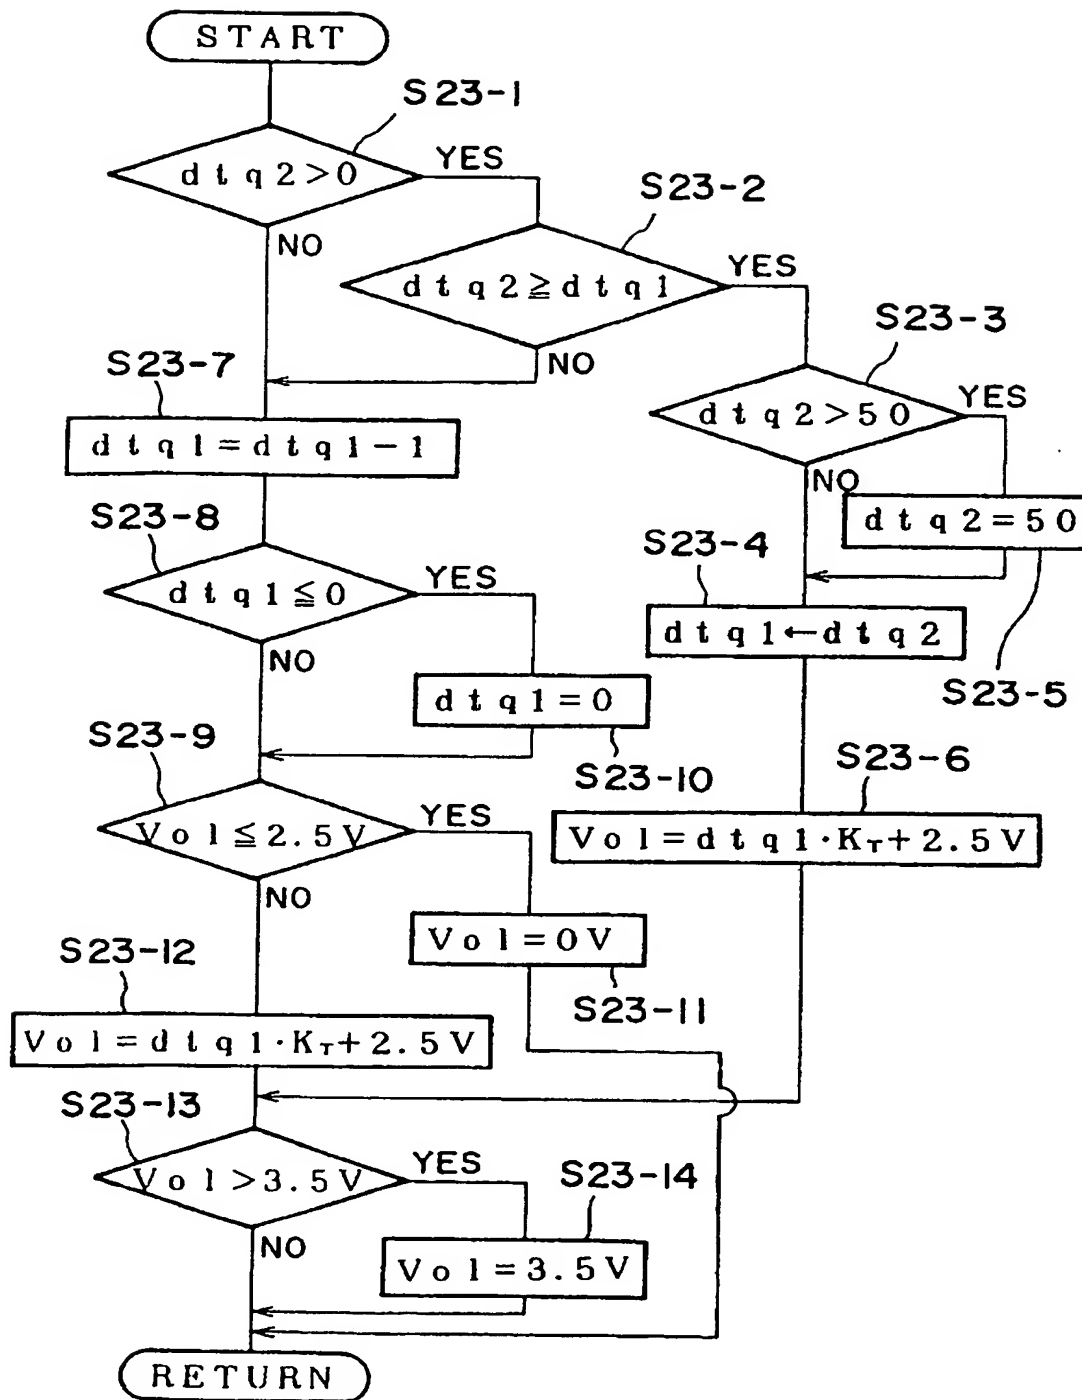 START
S23-1
dtq2>0
YES
NO
S23-2
dtq2≧dtq1
YES
NO
S23-3
dtq2>50
YES
NO
S23-7
dtq1=dtq1-1
dtq2=50
S23-5
S23-4
dtq1←dtq2
S23-8
dtq1≦0
YES
NO
dtq1=0
S23-10
S23-6
Vol=dtq1·KT+2.5V
S23-9
Vol≦2.5V
YES
NO
Vol=0V
S23-11
S23-12
Vol=dtq1·KT+2.5V
S23-13
Vol>3.5V
YES
NO
S23-14
Vol=3.5V
RETURN